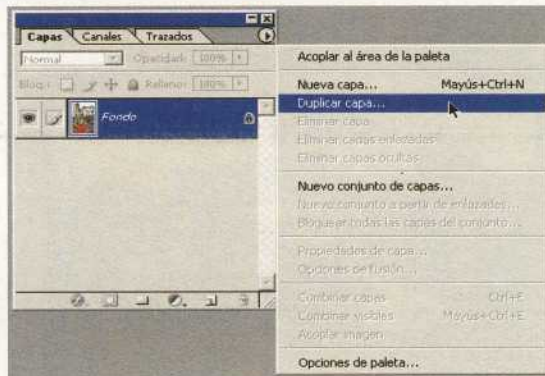 Capas Canales Trazados
Normal Opacidad: 100%
Bloq.: Relleno: 100%
Fondo
Acoplar al área de la paleta
Nueva capa... Mayús+Ctrl+N
Duplicar capa...
Eliminar capa
Eliminar capas enlazadas
Eliminar capas ocultas
Nuevo conjunto de capas...
Nuevo conjunto a partir de enlazadas...
Bloquear todas las capas del conjunto...
Propiedades de capa...
Opciones de fusión...
Combinar capas Ctrl+E
Combinar visibles Mayús+Ctrl+E
Acoplar imagen
Opciones de paleta...